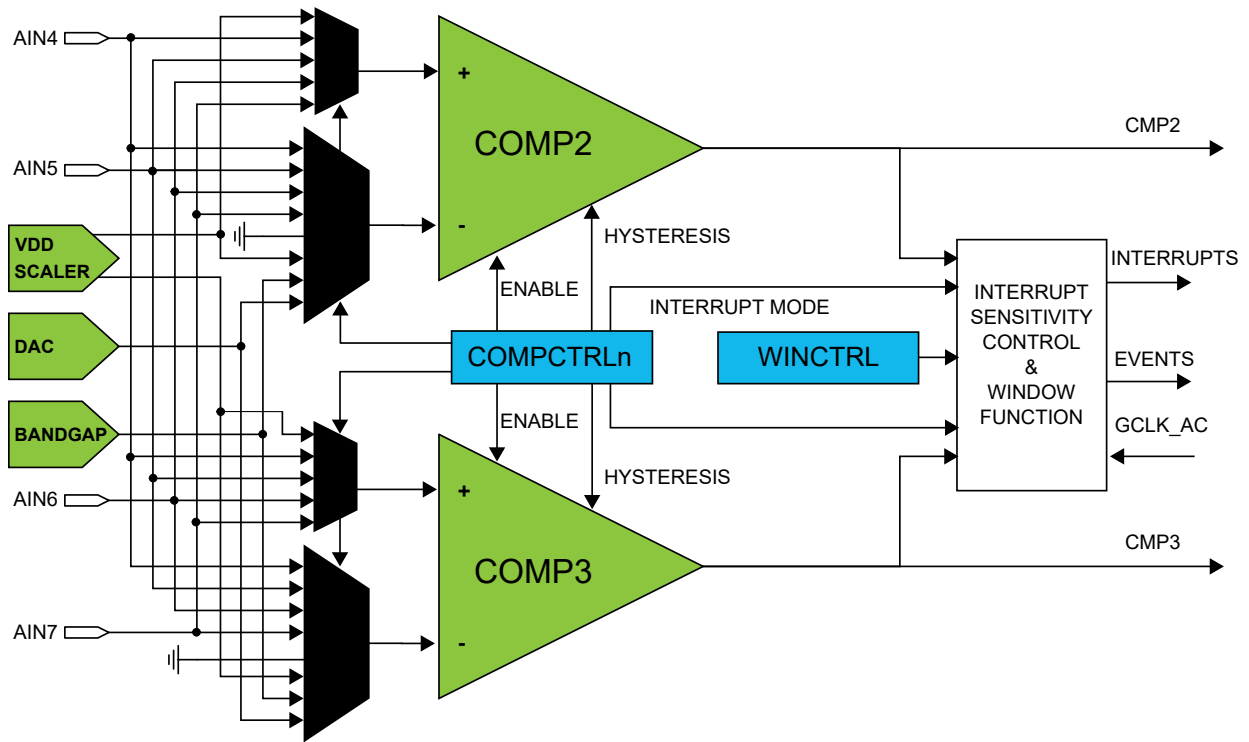 AIN4
+
COMP2
-
CMP2
AIN5
VDD
SCALER
HYSTERESIS
ENABLE
INTERRUPT MODE
INTERRUPTS
INTERRUPT
SENSITIVITY
CONTROL
&
WINDOW
FUNCTION
DAC
COMPCTRLn
WINCTRL
EVENTS
BANDGAP
ENABLE
GCLK_AC
HYSTERESIS
AIN6
+
COMP3
-
CMP3
AIN7